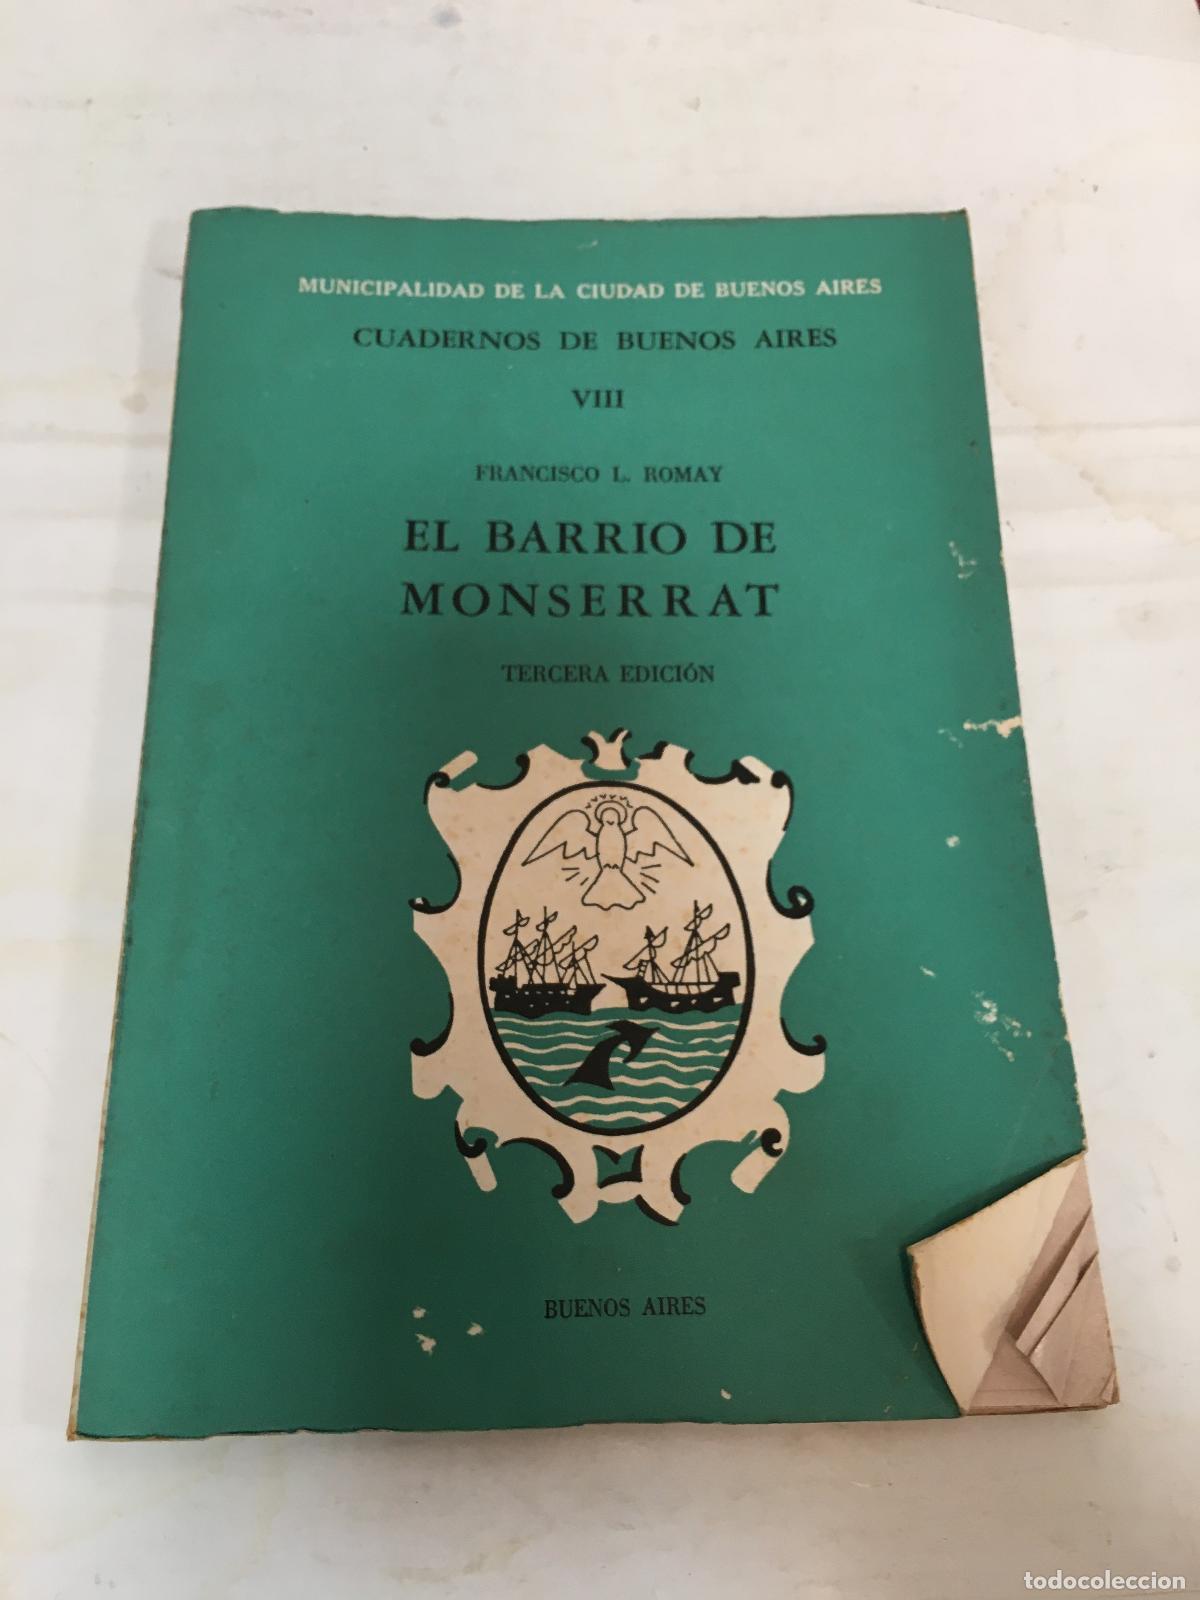 MUNICIPALIDAD DE LA CIUDAD DE BUENOS AIRES
CUADERNOS DE BUENOS AIRES
VIII
FRANCISCO L. ROMAY
EL BARRIO DE
MONSERRAT
TERCERA EDICIÓN
BUENOS AIRES
todocoleccion